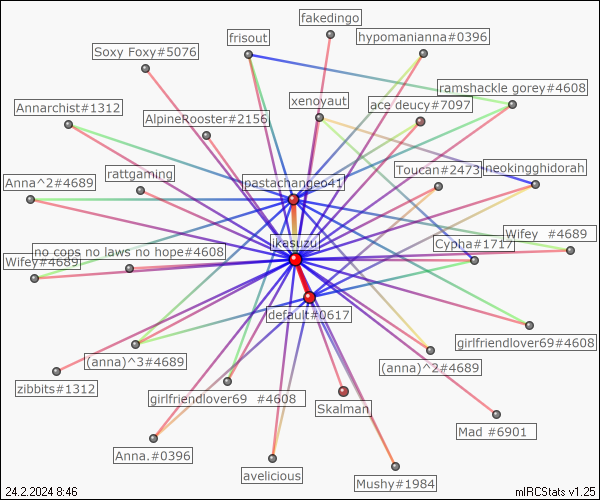 fakedingo
frisout
hypomanianna#0396
Soxy Foxy#5076
ramshackle gorey#4608
xenoyaut
ace deucy#7097
Annarchist#1312
AlpineRooster#2156
neokingghidorah
Toucan#2473
rattgaming
Anna^2#4689
pastachangeo41
Wifey #4689
ikasuzu
Cypha#1717
no cops no laws no hope#4608
Wifey#4689
default#0617
girlfriendlover69#4608
(anna)^3#4689
(anna)^2#4689
zibbits#1312
girlfriendlover69 #4608
Skalman
Mad #6901
Anna.#0396
avelicious
Mushy#1984
24.2.2024 8:46
mIRCStats v1.25